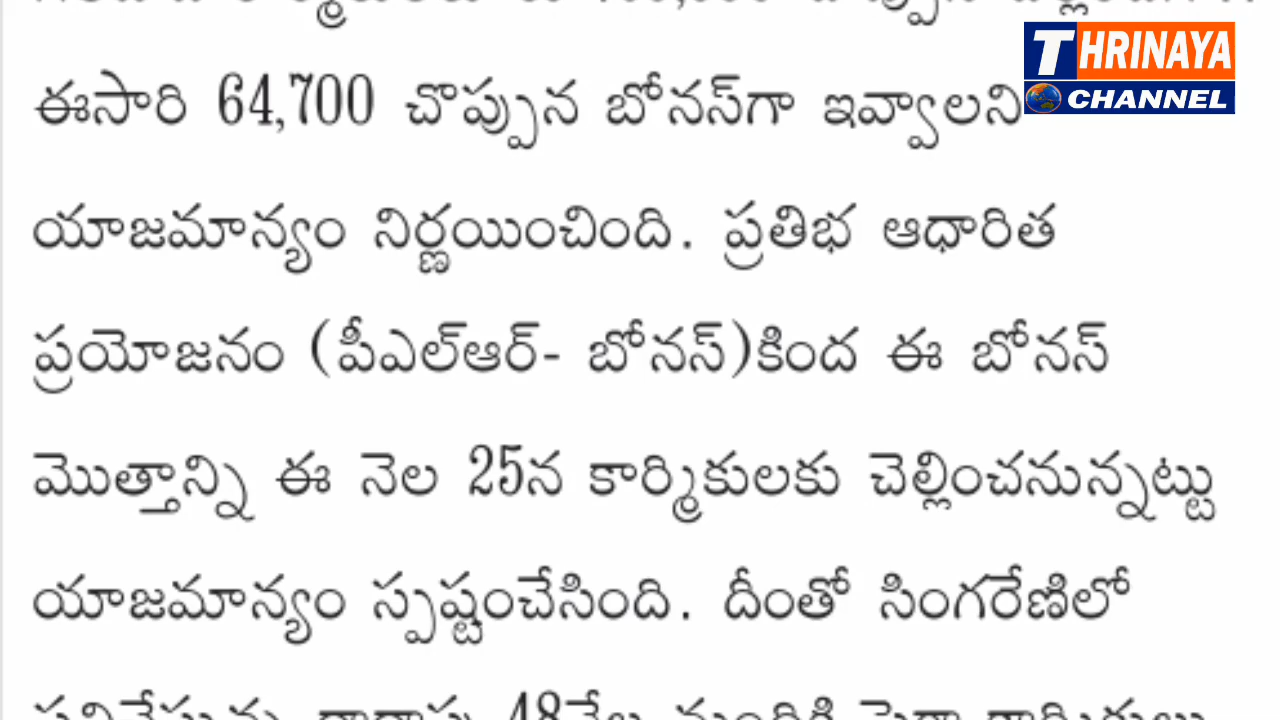 THRINAYA
CHANNEL
ఈసారి 64,700 చొప్పున బోనస్‌గా ఇవ్వాలని
యాజమాన్యం నిర్ణయించింది. ప్రతిభ ఆధారిత
ప్రయోజనం (పీఎల్ఆర్- బోనస్)కింద ఈ బోనస్
మొత్తాన్ని ఈ నెల 25న కార్మికులకు చెల్లించనున్నట్టు
యాజమాన్యం స్పష్టంచేసింది. దీంతో సింగరేణిలో